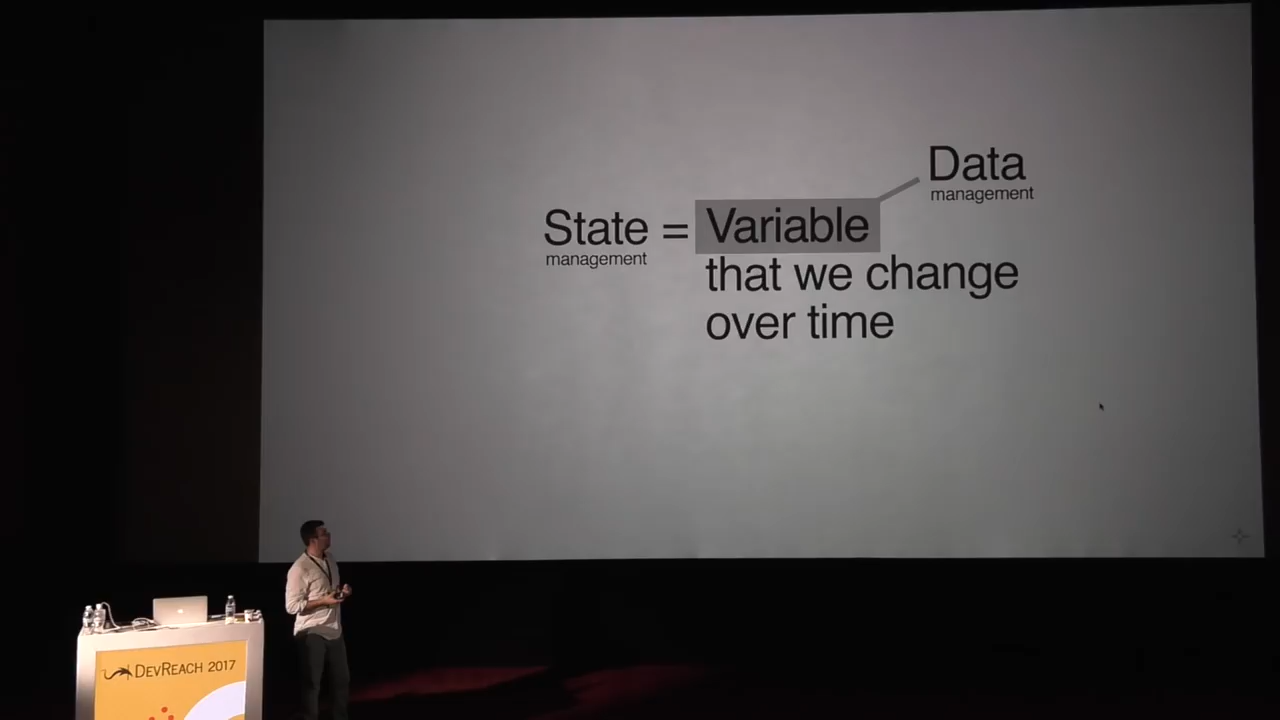 Data
management
State = Variable
management
that we change
over time
DEVREACH 2017